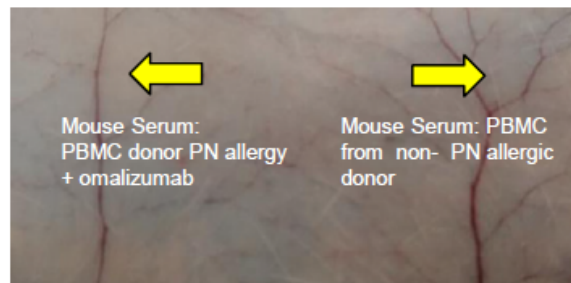 Mouse Serum:
PBMC donor PN allergy
+ omalizumab
Mouse Serum: PBMC
from non- PN allergic
donor